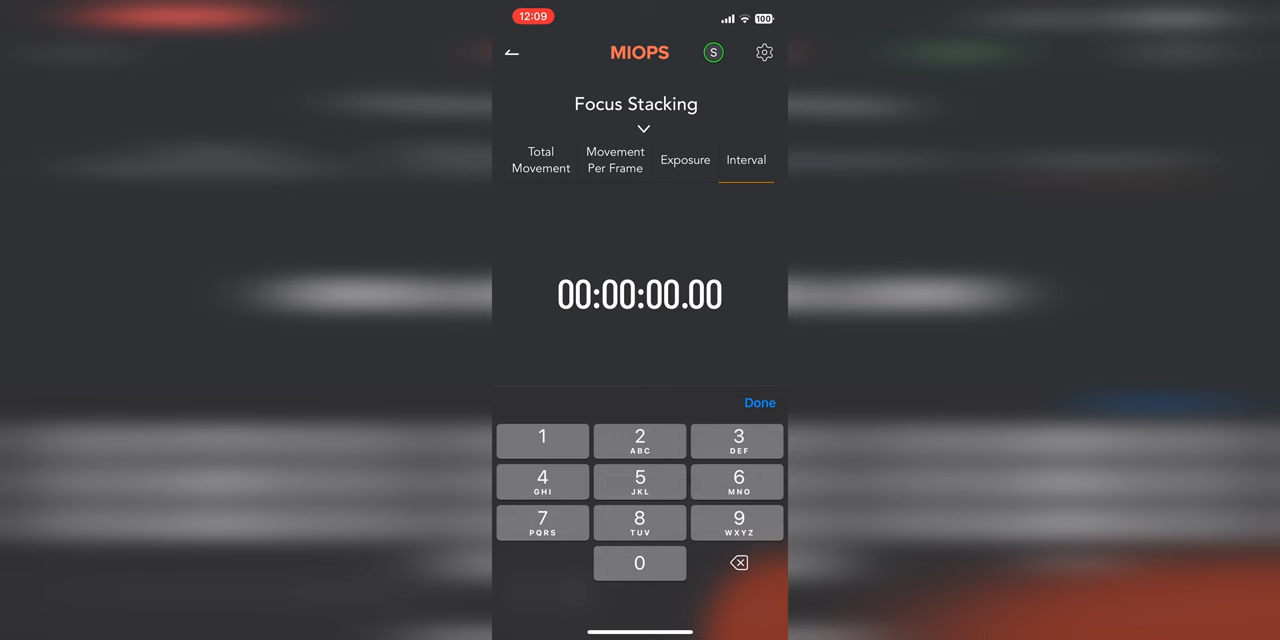 12:09
100
MIOPS
S
Focus Stacking
Total
Movement
Movement
Per Frame
Exposure
Interval
00:00:00.00
Done
1
2
ABC
3
DEF
4
GHI
5
JKL
6
MNO
7
PQRS
8
TUV
9
WXYZ
0